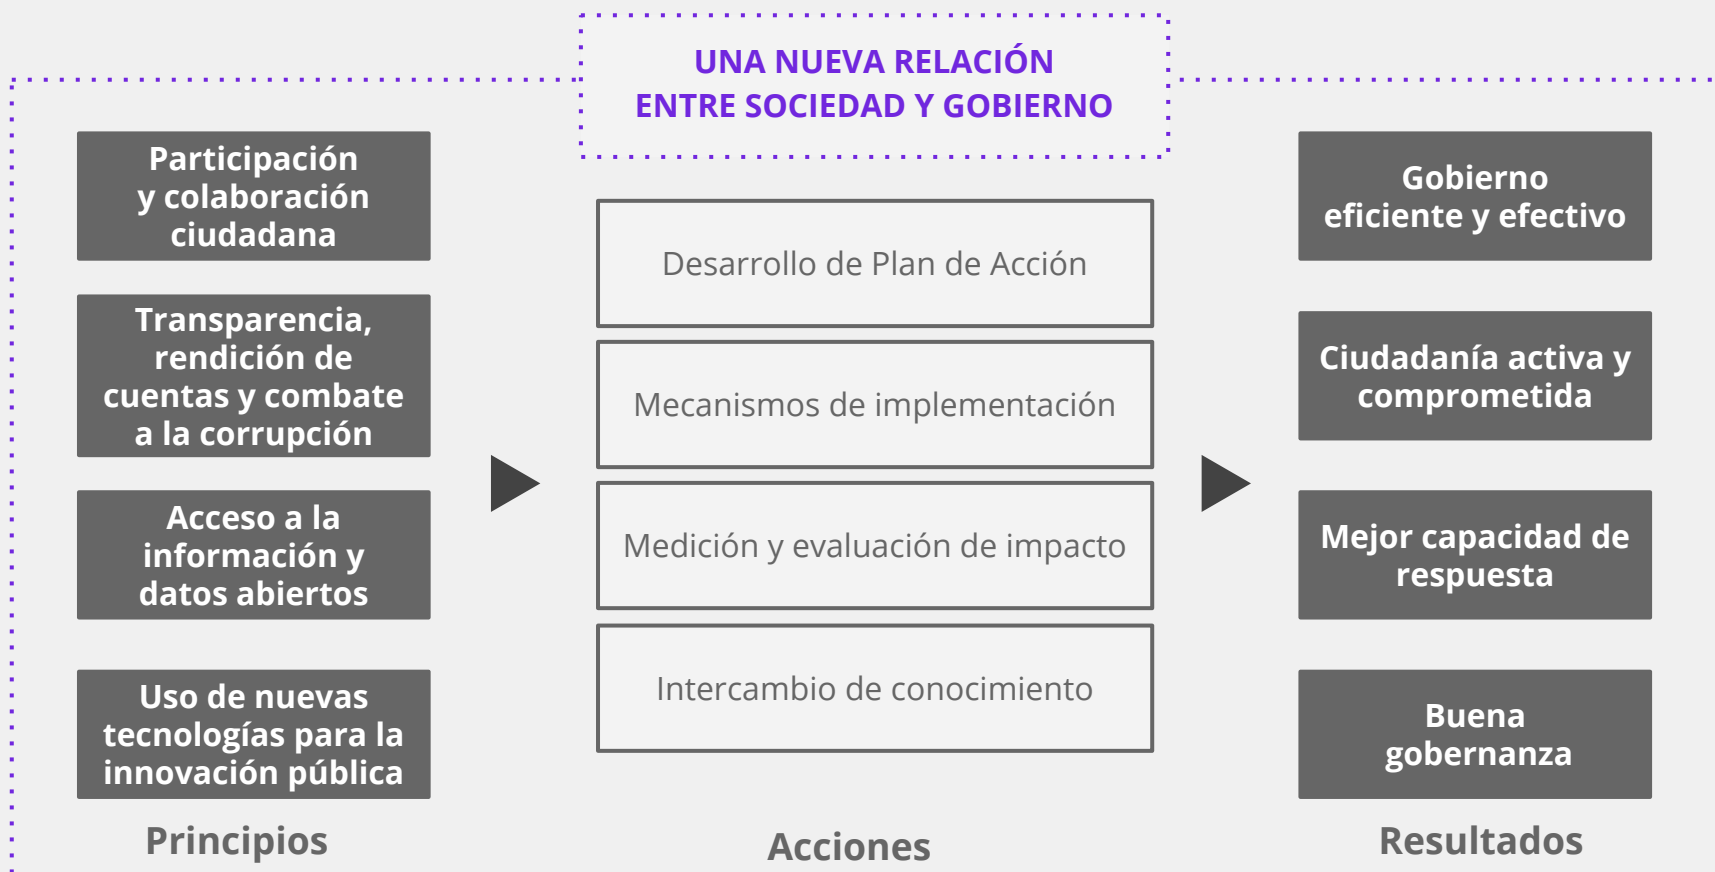 UNA NUEVA RELACIÓN
ENTRE SOCIEDAD Y GOBIERNO
Participación
y colaboración
ciudadana
Transparencia,
rendición de
cuentas y combate
a la corrupción
Acceso a la
información y
datos abiertos
Uso de nuevas
tecnologías para la
innovación pública
Principios
Desarrollo de Plan de Acción
Mecanismos de implementación
Medición y evaluación de impacto
Intercambio de conocimiento
Acciones
Gobierno
eficiente y efectivo
Ciudadanía activa y
comprometida
Mejor capacidad de
respuesta
Buena
gobernanza
Resultados